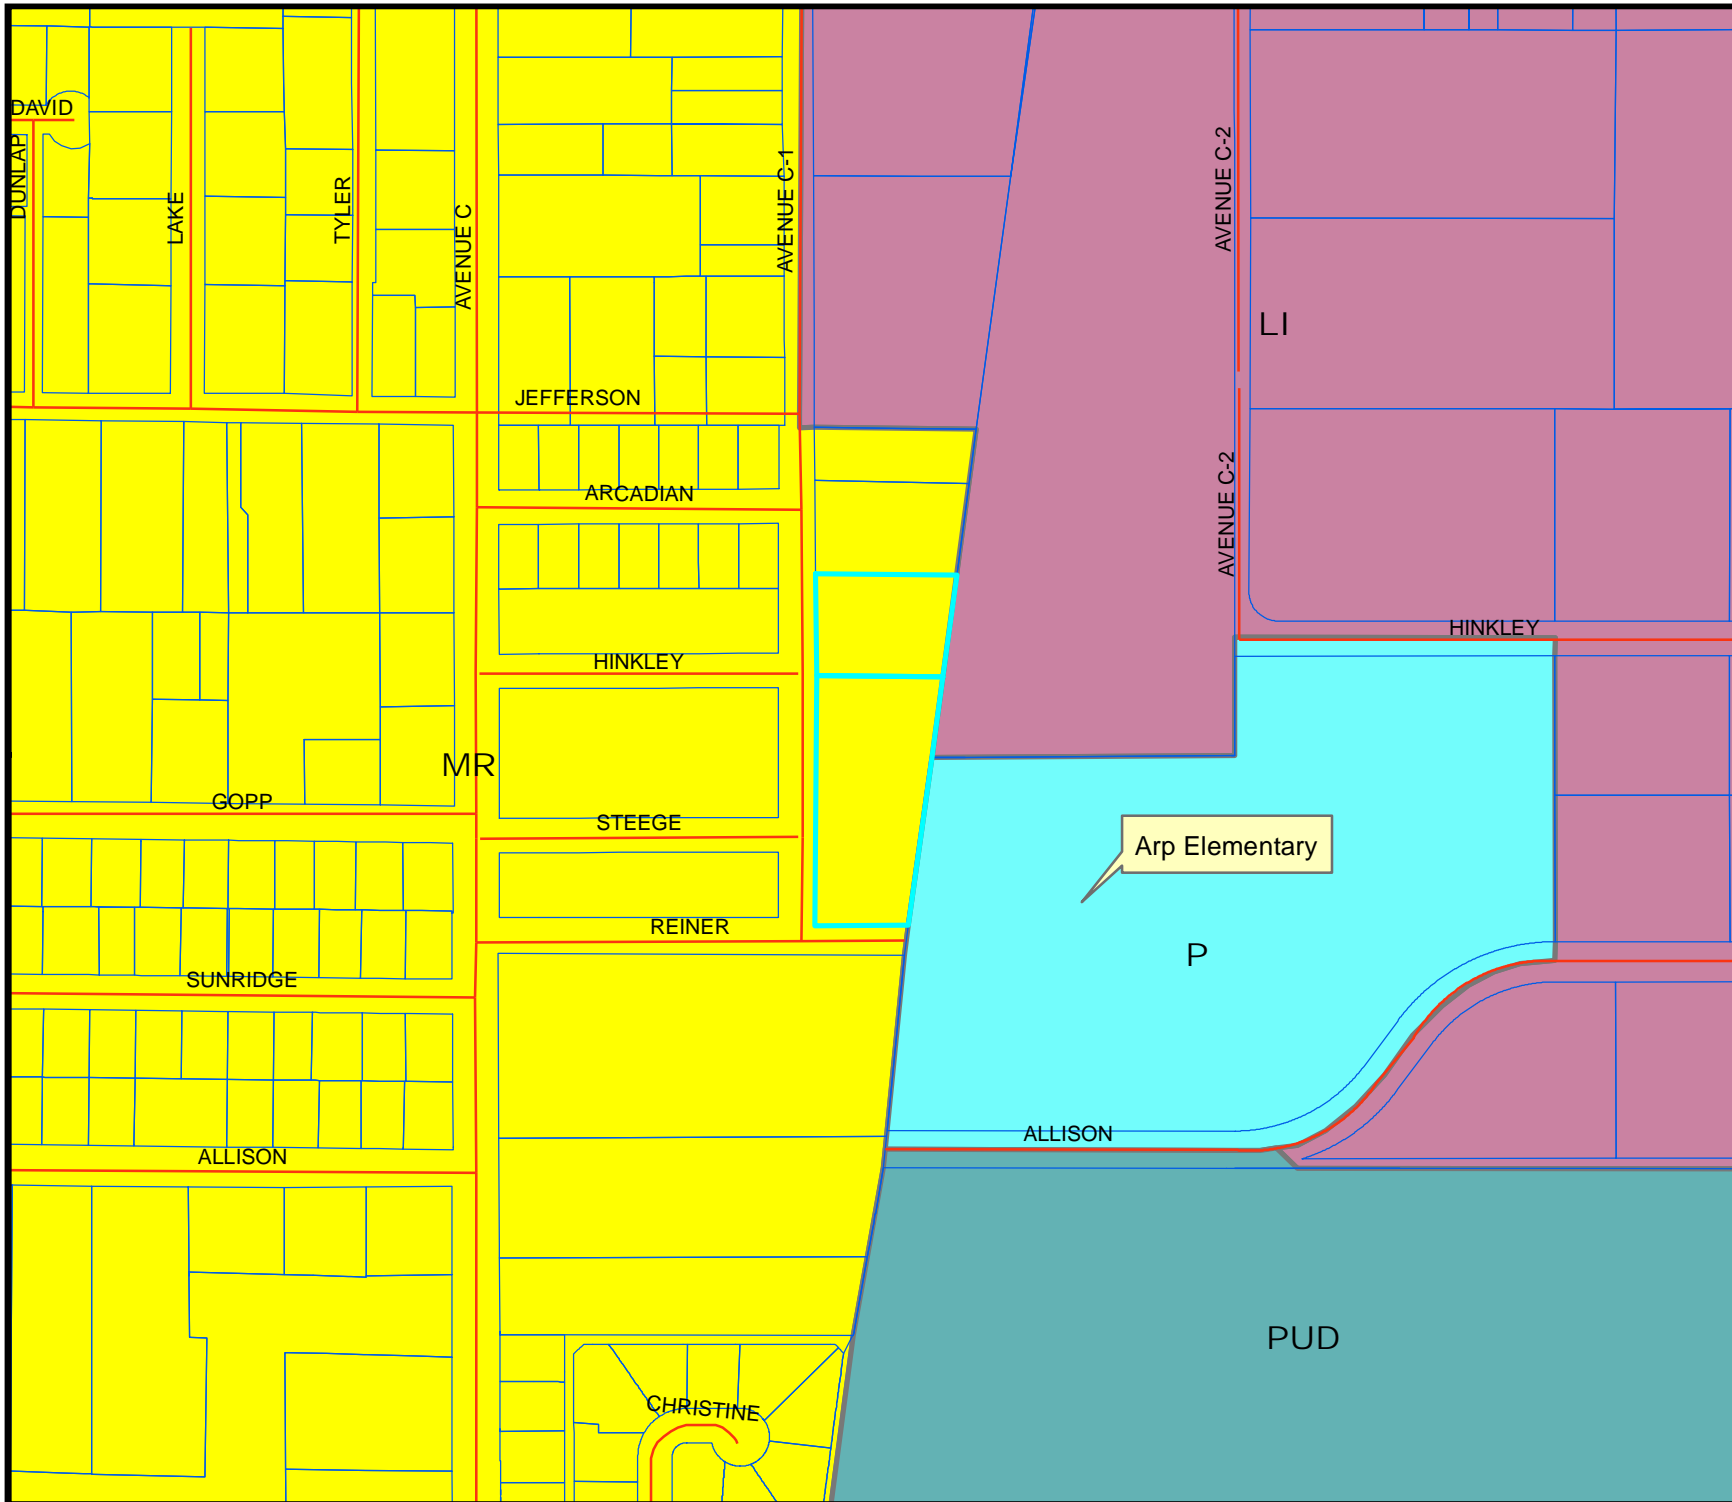 DAVID
DUNLAP
LAKE
TYLER
AVENUE C
AVENUE C-1
AVENUE C-2
LI
JEFFERSON
ARCADIAN
AVENUE C-2
HINKLEY
HINKLEY
MR
GOPP
STEEGE
Arp Elementary
REINER
P
SUNRIDGE
ALLISON
ALLISON
PUD
CHRISTINE